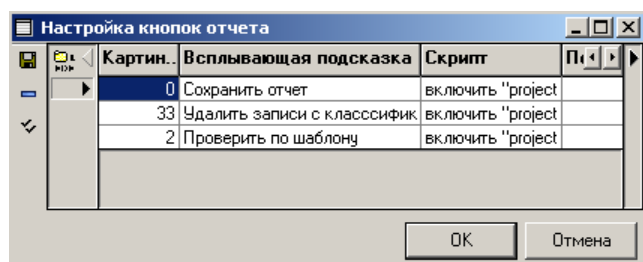 Настройка кнопок отчета
Картин.. Всплывающая подсказка Скрипт
0 Сохранить отчет включить "project
33 Удалить записи с класссифик включить "project
2 Проверить по шаблону включить "project
OK Отмена